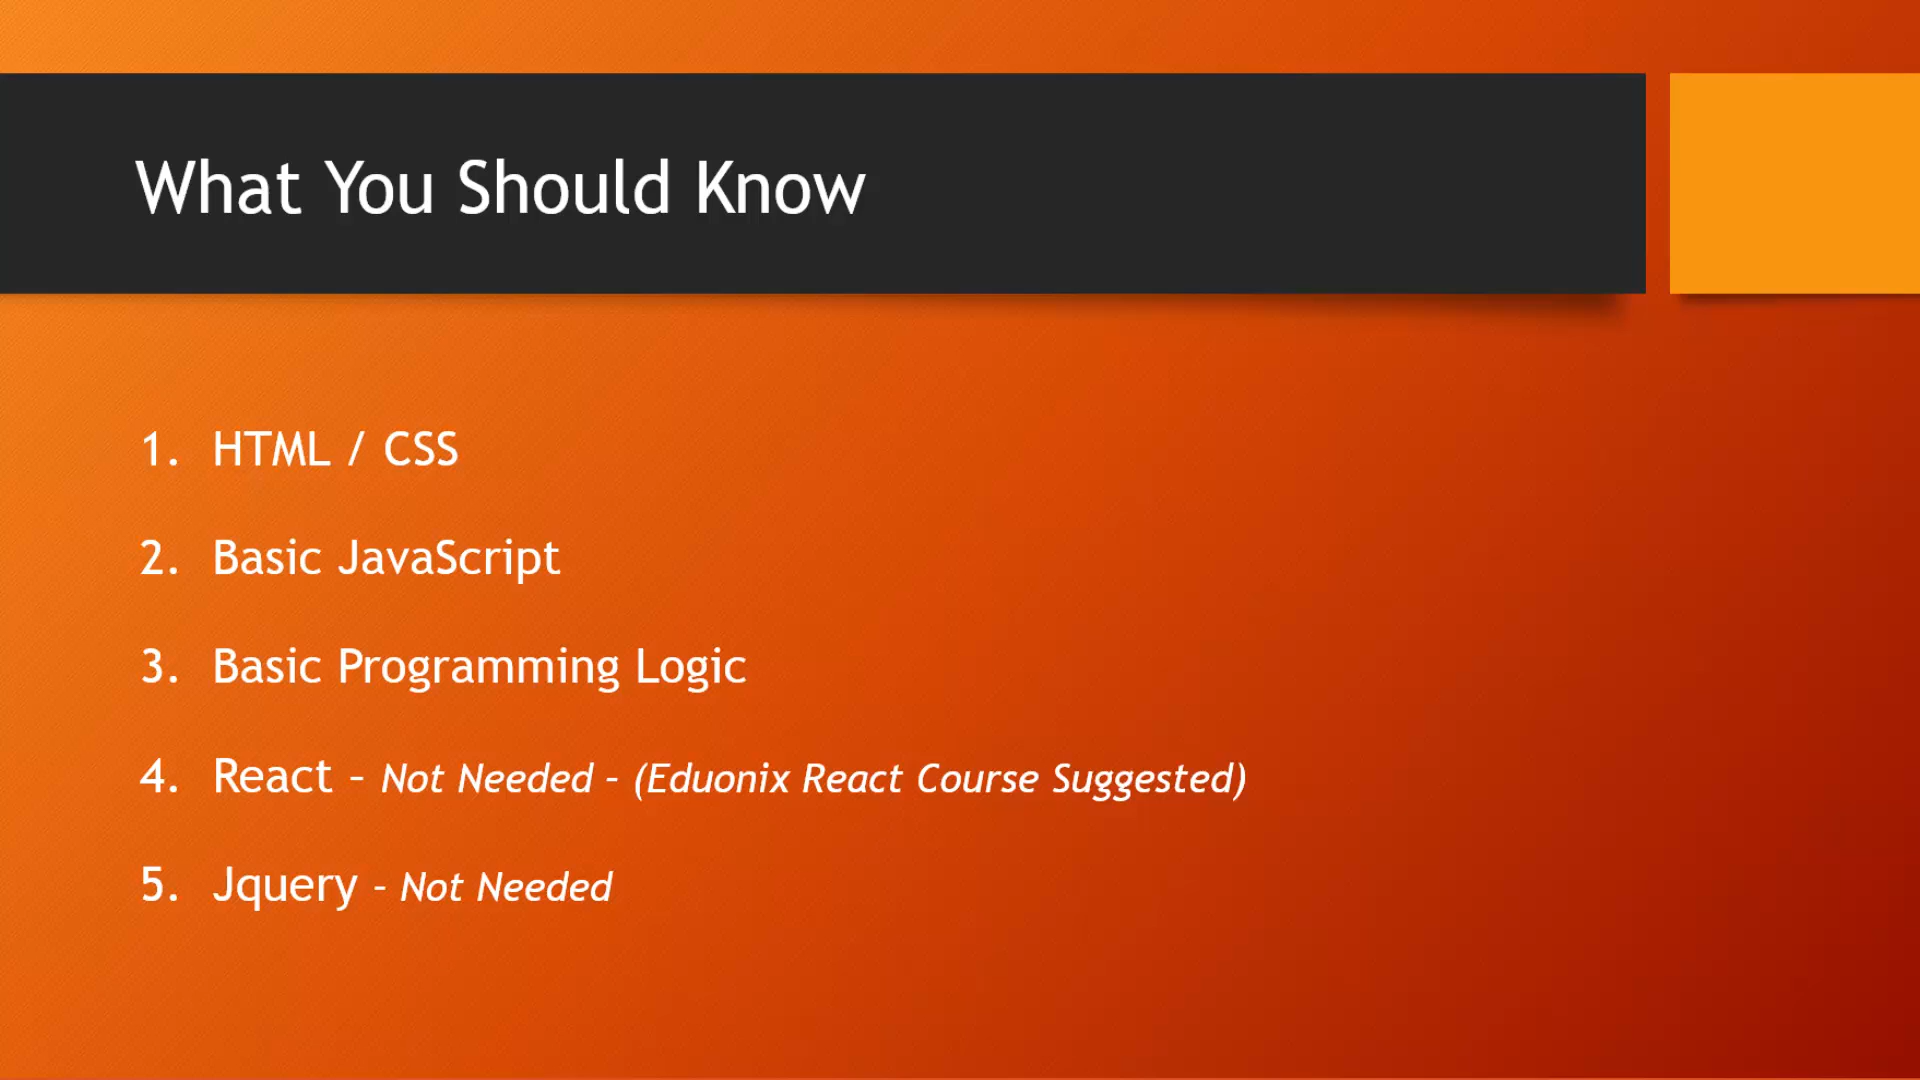 What You Should Know
1. HTML / CSS
2. Basic JavaScript
3. Basic Programming Logic
4. React – Not Needed – (Eduonix React Course Suggested)
5. Jquery – Not Needed